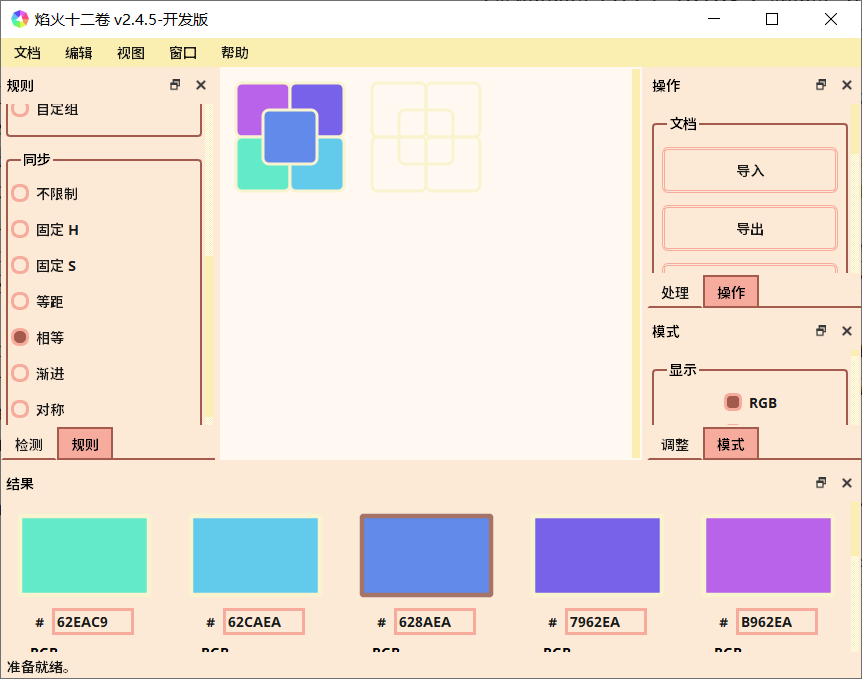 焰火十二卷 v2.4.5-开发版
文档 编辑 视图 窗口 帮助
规则
自定组
同步
不限制
固定 H
固定 S
等距
相等
渐进
对称
检测 规则
操作
文档
导入
导出
处理 操作
模式
显示
RGB
调整 模式
结果
# 62EAC9 # 62CAEA # 628AEA # 7962EA # B962EA
RGB RGB RGB RGB RGB
准备就绪。